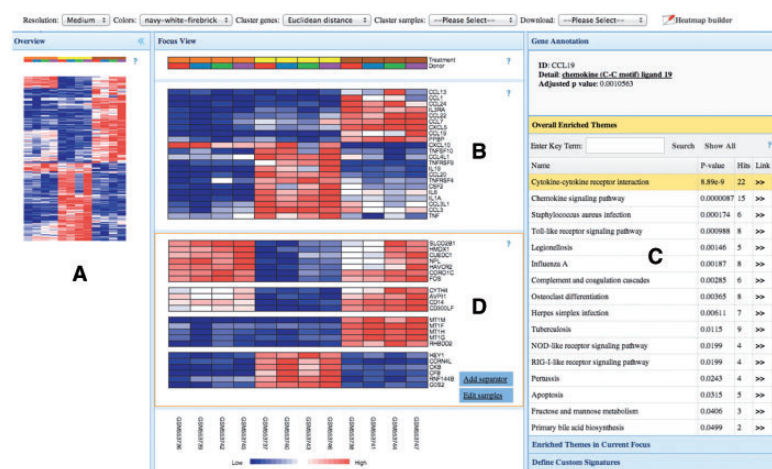 Resolution: Medium Colors: navy-white-firebrick Cluster genes: Euclidean distance Cluster samples: --Please Select-- Download: --Please Select-- Heatmap builder
Overview
A
Focus View
Treatment
Donor
CCL13
CCL1
CCL24
IL3RA
CCL22
CCL7
CXCL5
CCL19
PPBP
CXCL10
TNFSF10
CCL4L1
TNFRSF9
IL10
CCL20
TNFRSF4
CSF2
IL6
IL1A
CCL3L1
CCL3
TNF
B
SLCO2B1
HMOX1
CUEDC1
NPL
HAVCR2
CORO1C
FOS
CYTH4
AVPI1
CD14
CD300LF
MT1M
MT1F
MT1H
MT1G
RHBDD2
HEY1
CCRN4L
CKB
CFB
RNF144B
G0S2
D
Add separator
Edit samples
Low High
Gene Annotation
ID: CCL19
Detail: chemokine (C-C motif) ligand 19
Adjusted p value: 0.0010563
Overall Enriched Themes
Enter Key Term: Search Show All
Name P-value Hits Link
Cytokine-cytokine receptor interaction 8.89e-9 22 >>
Chemokine signaling pathway 0.0000087 15 >>
Staphylococcus aureus infection 0.000174 6 >>
Toll-like receptor signaling pathway 0.000988 8 >>
Legionellosis 0.00146 5 >>
Influenza A 0.00187 8 >>
Complement and coagulation cascades 0.00285 6 >>
Osteoclast differentiation 0.00365 8 >>
Herpes simplex infection 0.00611 7 >>
Tuberculosis 0.0115 9 >>
NOD-like receptor signaling pathway 0.0199 4 >>
RIG-I-like receptor signaling pathway 0.0199 4 >>
Pertussis 0.0243 4 >>
Apoptosis 0.0315 5 >>
Fructose and mannose metabolism 0.0406 3 >>
Primary bile acid biosynthesis 0.0499 2 >>
C
Enriched Themes in Current Focus
Define Custom Signatures